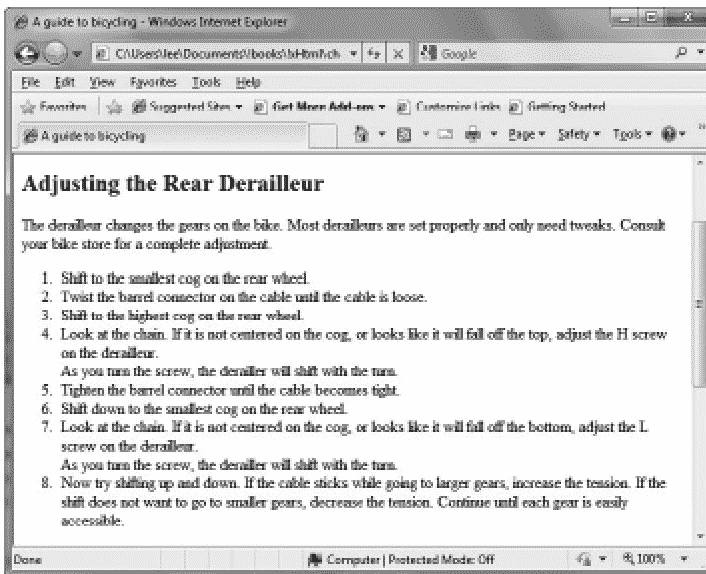 A guide to bicycling - Windows Internet Explorer
C:\Users\lee\Documents\!books\!xHtml\ch
Google
File Edit View Favorites Tools Help
Favorites Suggested Sites Get More Add-ons Customize Links Getting Started
A guide to bicycling
Page Safety Tools
Adjusting the Rear Derailleur
The derailleur changes the gears on the bike. Most derailleurs are set properly and only need tweaks. Consult
your bike store for a complete adjustment.
1. Shift to the smallest cog on the rear wheel.
2. Twist the barrel connector on the cable until the cable is loose.
3. Shift to the highest cog on the rear wheel.
4. Look at the chain. If it is not centered on the cog, or looks like it will fall off the top, adjust the H screw
on the derailleur.
As you turn the screw, the derailler will shift with the turn.
5. Tighten the barrel connector until the cable becomes tight.
6. Shift down to the smallest cog on the rear wheel.
7. Look at the chain. If it is not centered on the cog, or looks like it will fall off the bottom, adjust the L
screw on the derailleur.
As you turn the screw, the derailler will shift with the turn.
8. Now try shifting up and down. If the cable sticks while going to larger gears, increase the tension. If the
shift does not want to go to smaller gears, decrease the tension. Continue until each gear is easily
accessible.
Done
Computer | Protected Mode: Off
100%